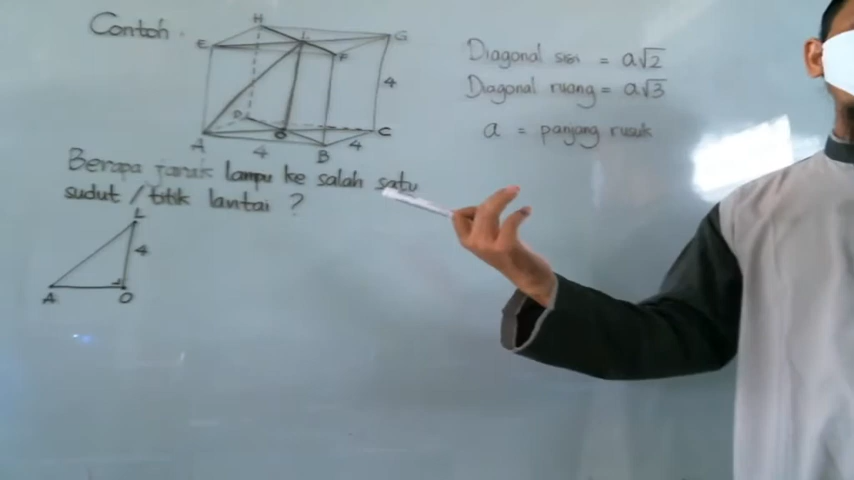 Contoh.
H
G
E
L
F
4
D
O
C
A
4
4
B
Diagonal sisi = a√2
Diagonal ruang = a√3
a = panjang rusuk
Berapa jarak lampu ke salah satu
sudut / titik lantai ?
L
4
A
O